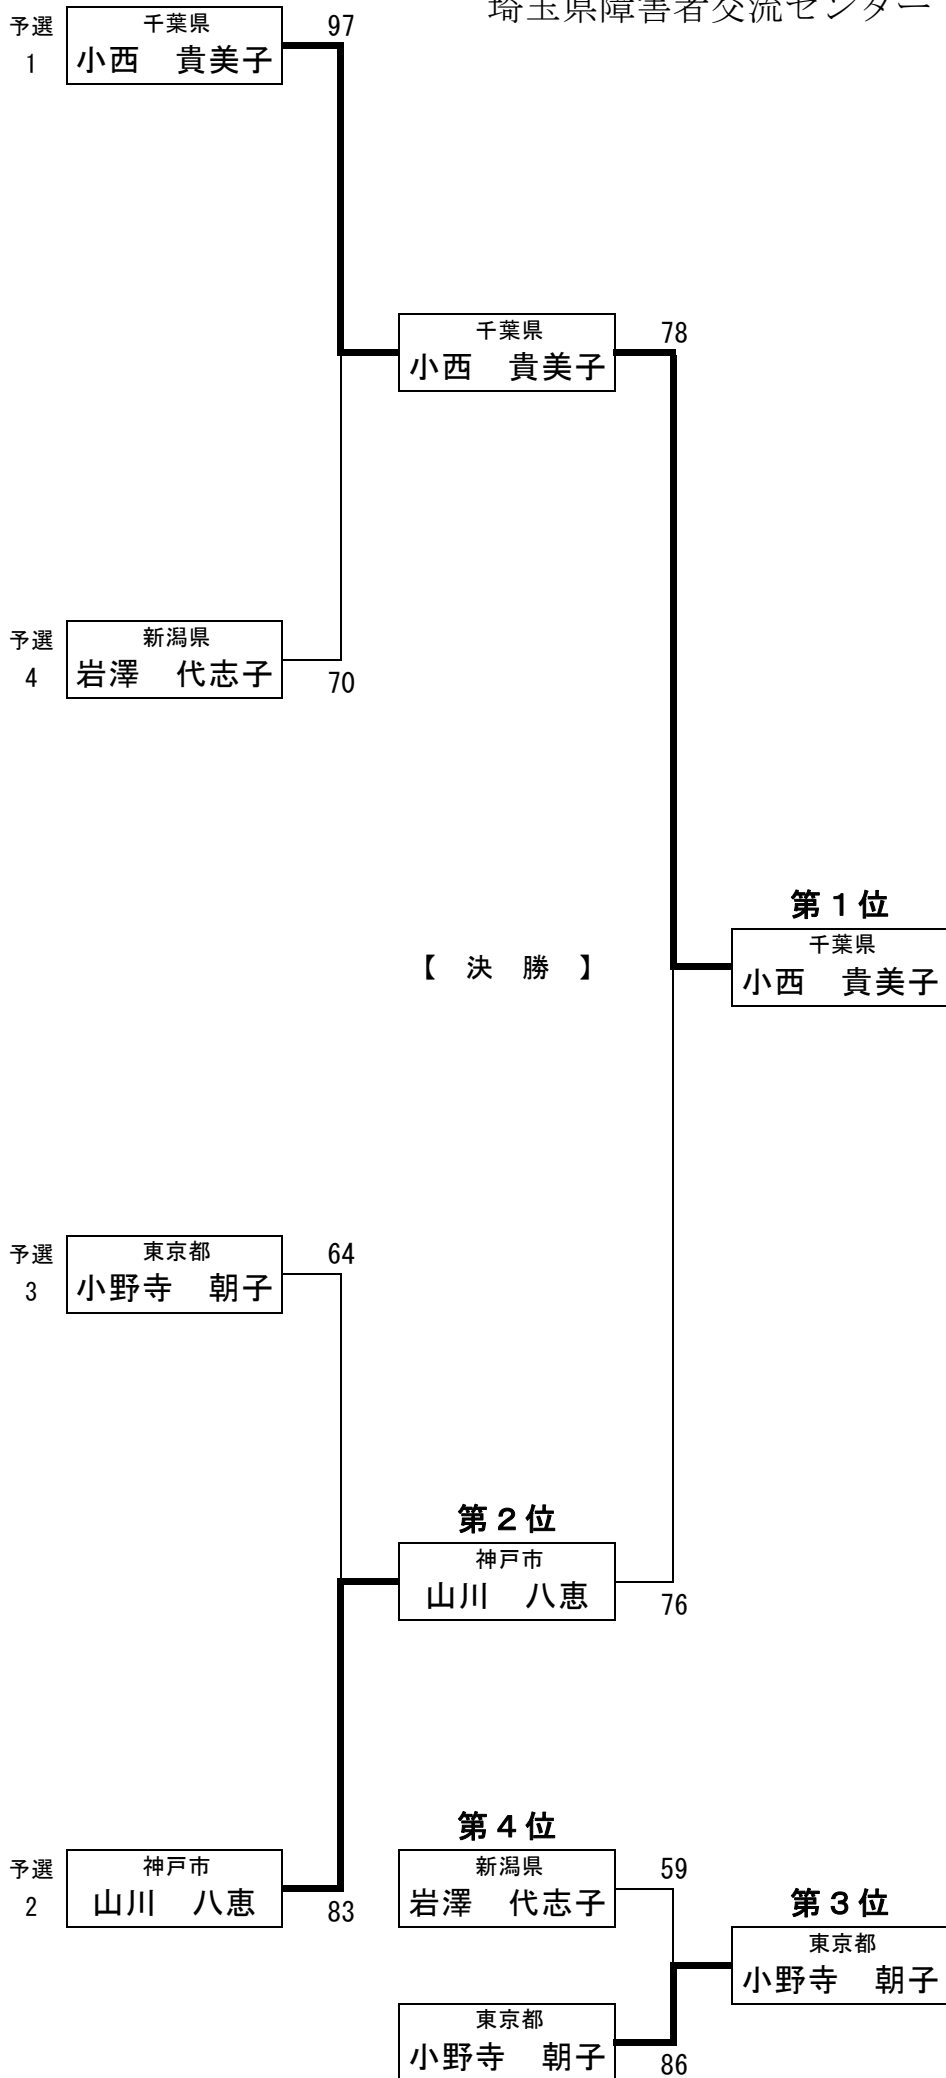 埼玉県障害者交流センター
予選
1
千葉県
小西　貴美子
97
千葉県
小西　貴美子
78
予選
4
新潟県
岩澤　代志子
70
第１位
千葉県
小西　貴美子
【　決　勝　】
予選
3
東京都
小野寺　朝子
64
第２位
神戸市
山川　八恵
76
予選
2
神戸市
山川　八恵
83
第４位
新潟県
岩澤　代志子
59
第３位
東京都
小野寺　朝子
東京都
小野寺　朝子
86